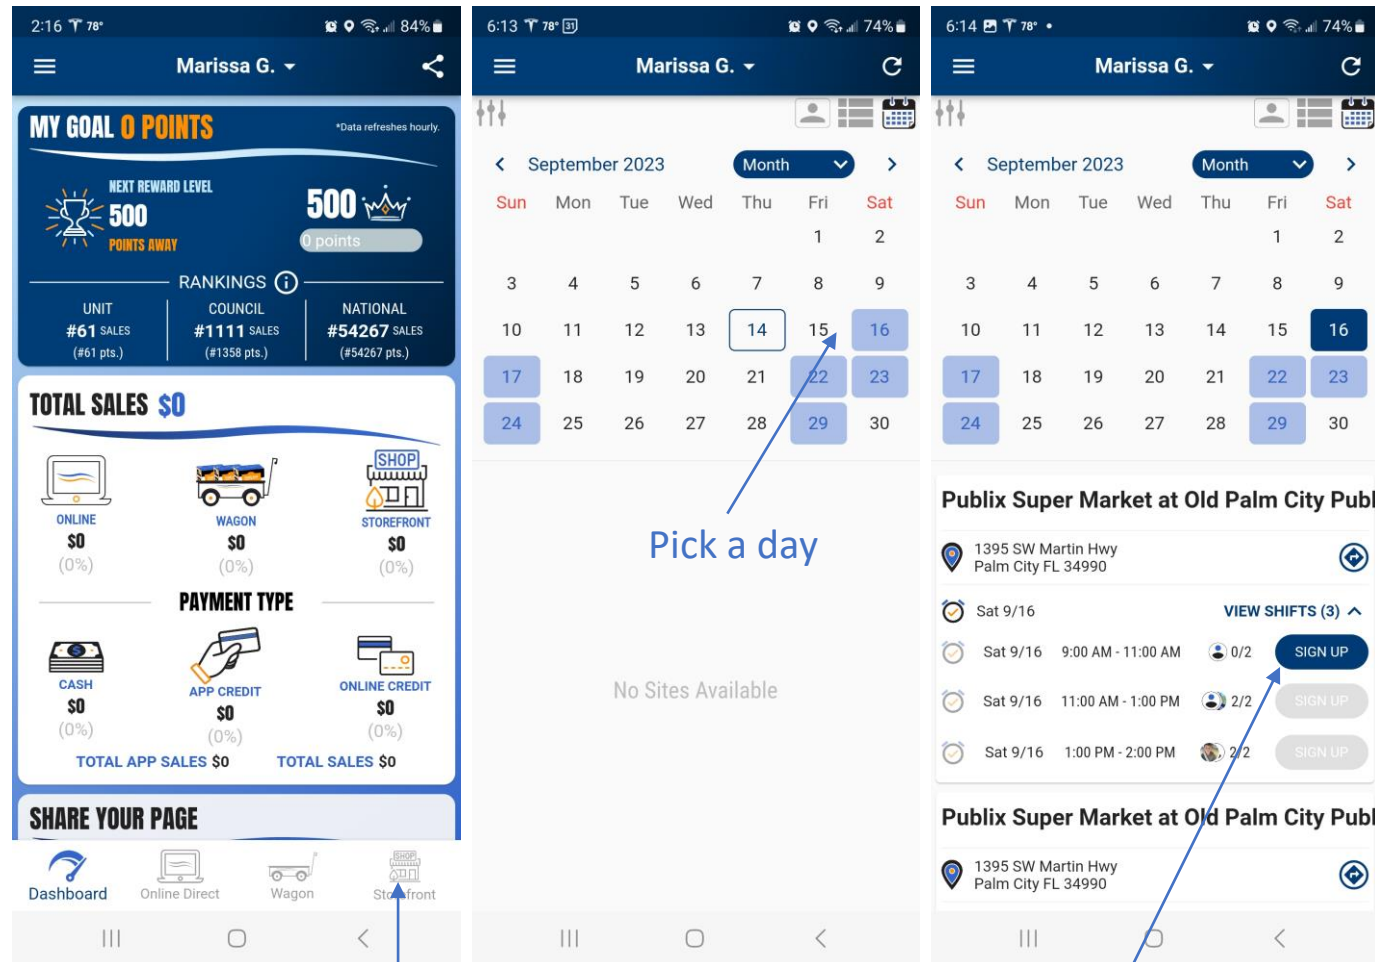 2:16 78° 84%
Marissa G.
MY GOAL 0 POINTS
*Data refreshes hourly.
NEXT REWARD LEVEL
500
POINTS AWAY
500
0 points
RANKINGS
UNIT
#61 SALES
(#61 pts.)
COUNCIL
#1111 SALES
(#1358 pts.)
NATIONAL
#54267 SALES
(#54267 pts.)
TOTAL SALES $0
ONLINE
$0
(0%)
WAGON
$0
(0%)
SHOP
STOREFRONT
$0
(0%)
PAYMENT TYPE
CASH
$0
(0%)
APP CREDIT
$0
(0%)
ONLINE CREDIT
$0
(0%)
TOTAL APP SALES $0 TOTAL SALES $0
SHARE YOUR PAGE
SHOP
Dashboard Online Direct Wagon Storefront
6:13 78° 31 74%
Marissa G.
September 2023 Month
Sun Mon Tue Wed Thu Fri Sat
1 2
3 4 5 6 7 8 9
10 11 12 13 14 15 16
17 18 19 20 21 22 23
24 25 26 27 28 29 30
Pick a day
No Sites Available
6:14 78° 74%
Marissa G.
September 2023 Month
Sun Mon Tue Wed Thu Fri Sat
1 2
3 4 5 6 7 8 9
10 11 12 13 14 15 16
17 18 19 20 21 22 23
24 25 26 27 28 29 30
Publix Super Market at Old Palm City Publ
1395 SW Martin Hwy
Palm City FL 34990
Sat 9/16 VIEW SHIFTS (3)
Sat 9/16 9:00 AM - 11:00 AM 0/2 SIGN UP
Sat 9/16 11:00 AM - 1:00 PM 2/2 SIGN UP
Sat 9/16 1:00 PM - 2:00 PM 2/2 SIGN UP
Publix Super Market at Old Palm City Publ
1395 SW Martin Hwy
Palm City FL 34990